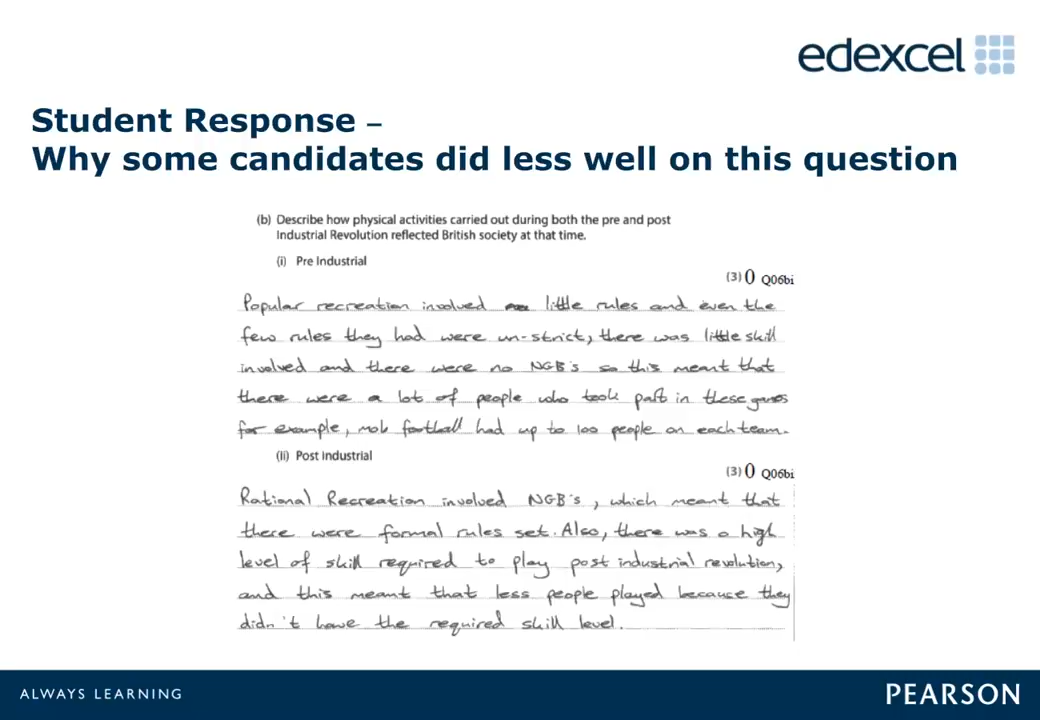 edexcel
Student Response –
Why some candidates did less well on this question
(b) Describe how physical activities carried out during both the pre and post
Industrial Revolution reflected British society at that time.
(i) Pre Industrial
(3) 0 Q06bi
Popular recreation involved little rules and even the
few rules they had were un-strict, there was little skill
involved and there were no NGB's so this meant that
there were a lot of people who took part in these games
for example, mob football had up to 100 people on each team.
(ii) Post Industrial
(3) 0 Q06bi
Rational Recreation involved NGB's, which meant that
there were formal rules set. Also, there was a high
level of skill required to play post industrial revolution,
and this meant that less people played because they
didn't have the required skill level.
ALWAYS LEARNING
PEARSON